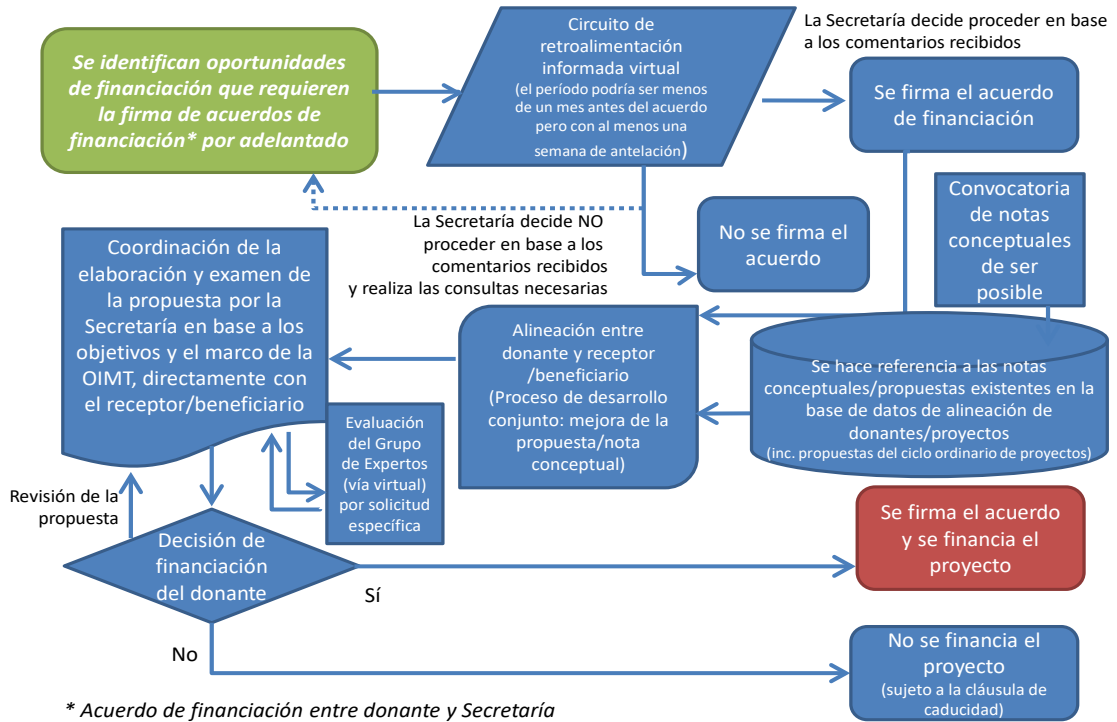 Se identifican oportunidades
de financiación que requieren
la firma de acuerdos de
financiación* por adelantado
Circuito de
retroalimentación
informada virtual
(el período podría ser menos
de un mes antes del acuerdo
pero con al menos una
semana de antelación)
La Secretaría decide proceder en base
a los comentarios recibidos
Se firma el acuerdo
de financiación
Convocatoria
de notas
conceptuales
de ser
posible
La Secretaría decide NO
proceder en base a los
comentarios recibidos
y realiza las consultas necesarias
No se firma el
acuerdo
Coordinación de la
elaboración y examen de
la propuesta por la
Secretaría en base a los
objetivos y el marco de la
OIMT, directamente con
el receptor/beneficiario
Alineación entre
donante y receptor
/beneficiario
(Proceso de desarrollo
conjunto: mejora de la
propuesta/nota
conceptual)
Se hace referencia a las notas
conceptuales/propuestas existentes en la
base de datos de alineación de
donantes/proyectos
(inc. propuestas del ciclo ordinario de proyectos)
Evaluación
del Grupo
de Expertos
(vía virtual)
por solicitud
específica
Revisión de la
propuesta
Decisión de
financiación
del donante
Sí
Se firma el acuerdo
y se financia el
proyecto
No
No se financia el
proyecto
(sujeto a la cláusula de
caducidad)
* Acuerdo de financiación entre donante y Secretaría